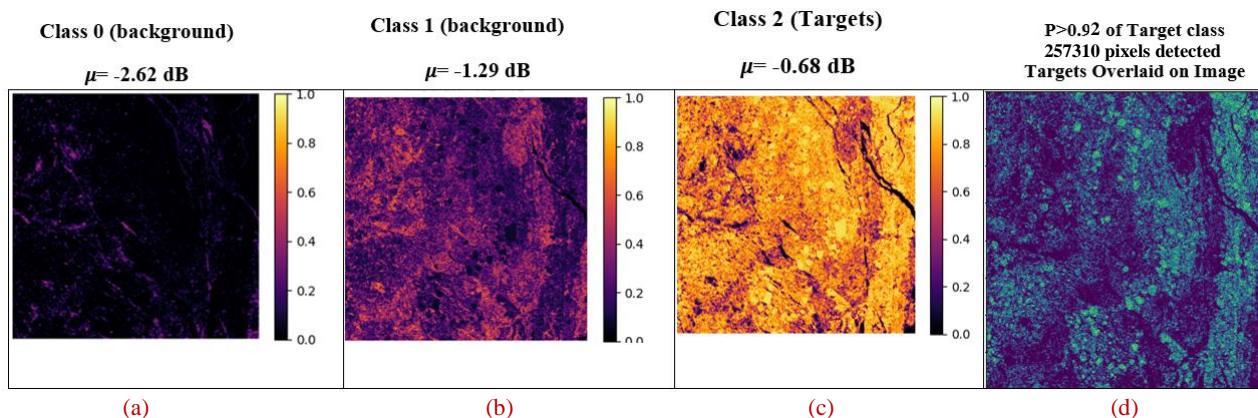 Class 0 (background)
μ= -2.62 dB
Class 1 (background)
μ= -1.29 dB
Class 2 (Targets)
μ= -0.68 dB
P>0.92 of Target class
257310 pixels detected
Targets Overlaid on Image
1.0
0.8
0.6
0.4
0.2
0.0
1.0
0.8
0.6
0.4
0.2
0.0
1.0
0.8
0.6
0.4
0.2
0.0
(a)
(b)
(c)
(d)